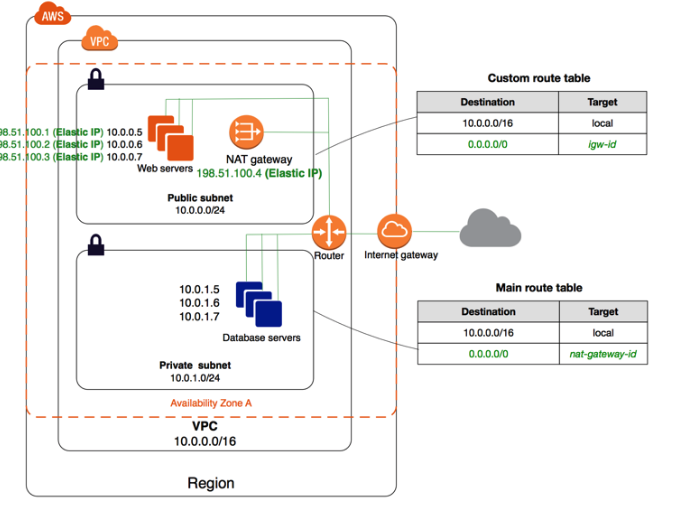 AWS
VPC
98.51.100.1 (Elastic IP) 10.0.0.5
98.51.100.2 (Elastic IP) 10.0.0.6
98.51.100.3 (Elastic IP) 10.0.0.7
Web servers
NAT gateway
198.51.100.4 (Elastic IP)
Public subnet
10.0.0.0/24
Custom route table
Destination Target
10.0.0.0/16 local
0.0.0.0/0 igw-id
Router
Internet gateway
10.0.1.5
10.0.1.6
10.0.1.7
Database servers
Private subnet
10.0.1.0/24
Main route table
Destination Target
10.0.0.0/16 local
0.0.0.0/0 nat-gateway-id
Availability Zone A
VPC
10.0.0.0/16
Region